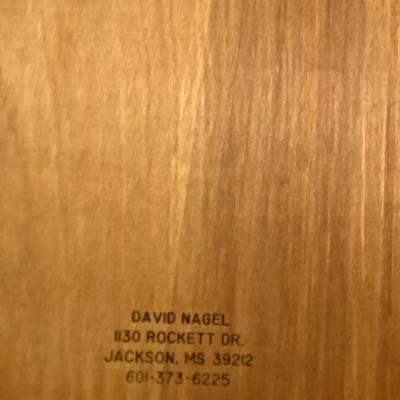 DAVID NAGEL
1130 ROCKETT DR.
JACKSON, MS 39212
601-373-6225